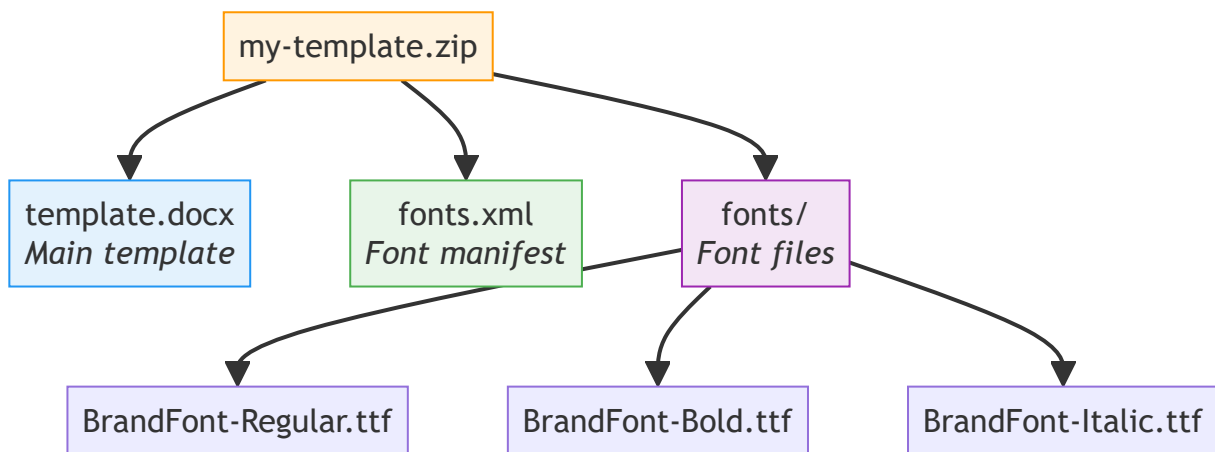 my-template.zip
template.docx
Main template
fonts.xml
Font manifest
fonts/
Font files
BrandFont-Regular.ttf
BrandFont-Bold.ttf
BrandFont-Italic.ttf